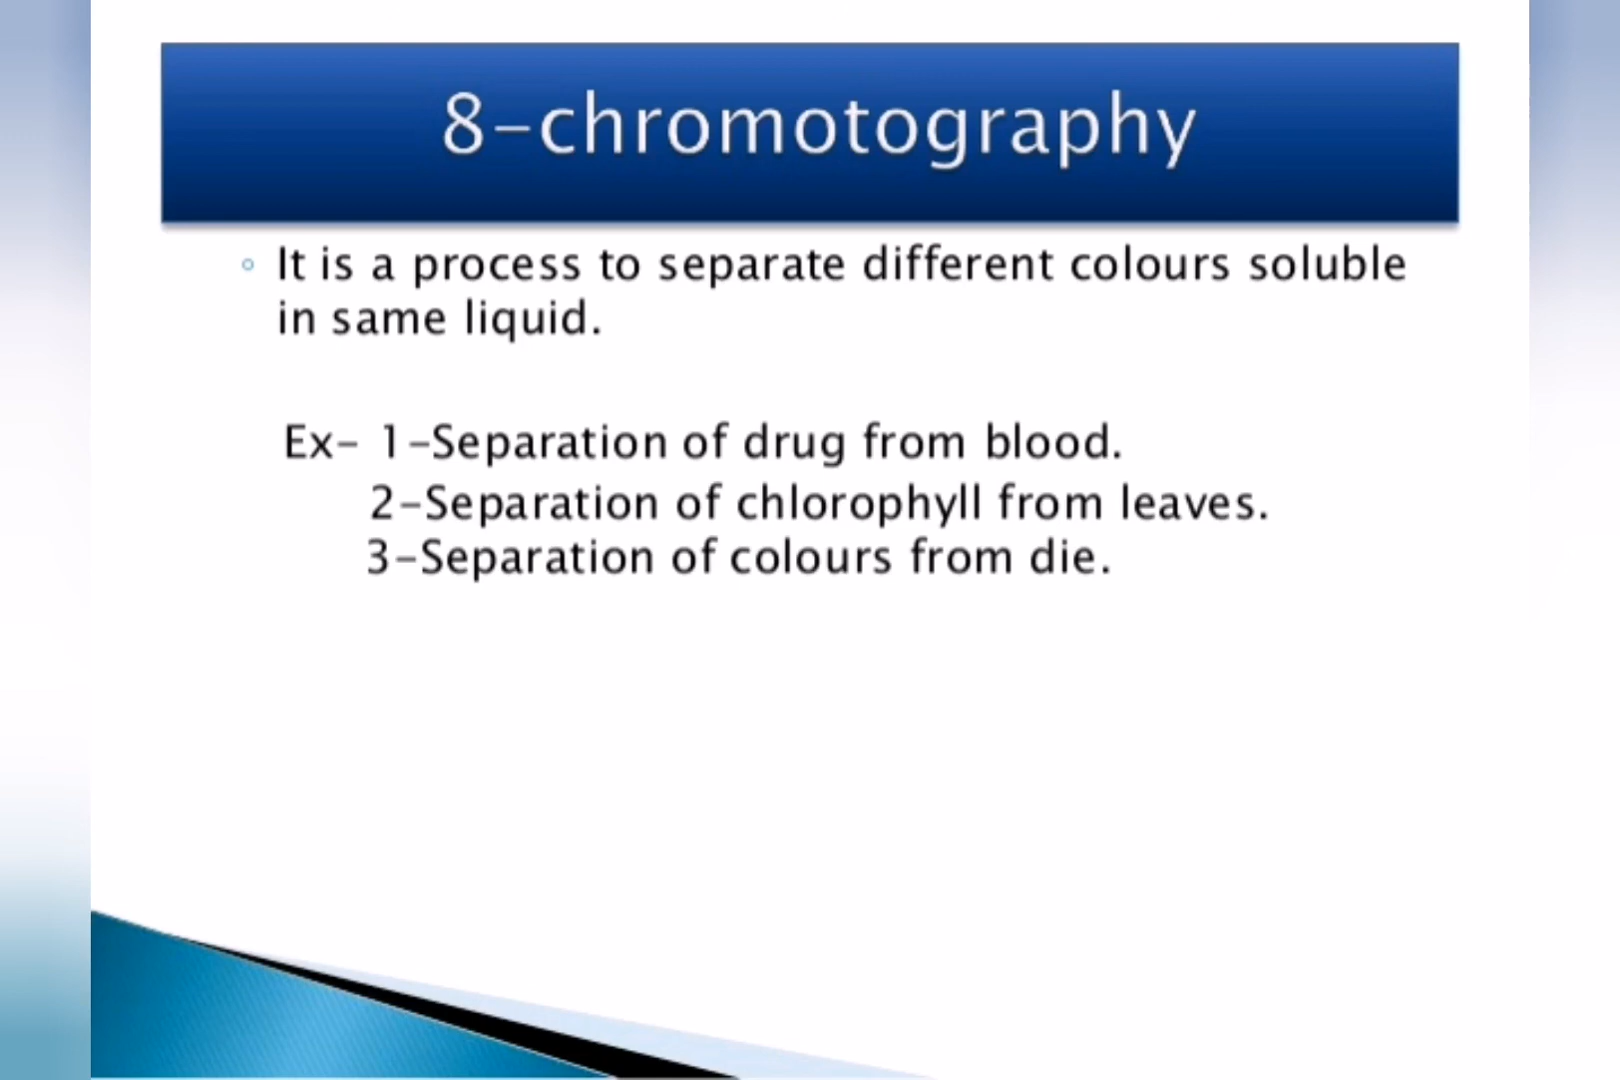 8-chromotography
It is a process to separate different colours soluble
in same liquid.
Ex- 1-Separation of drug from blood.
2-Separation of chlorophyll from leaves.
3-Separation of colours from die.